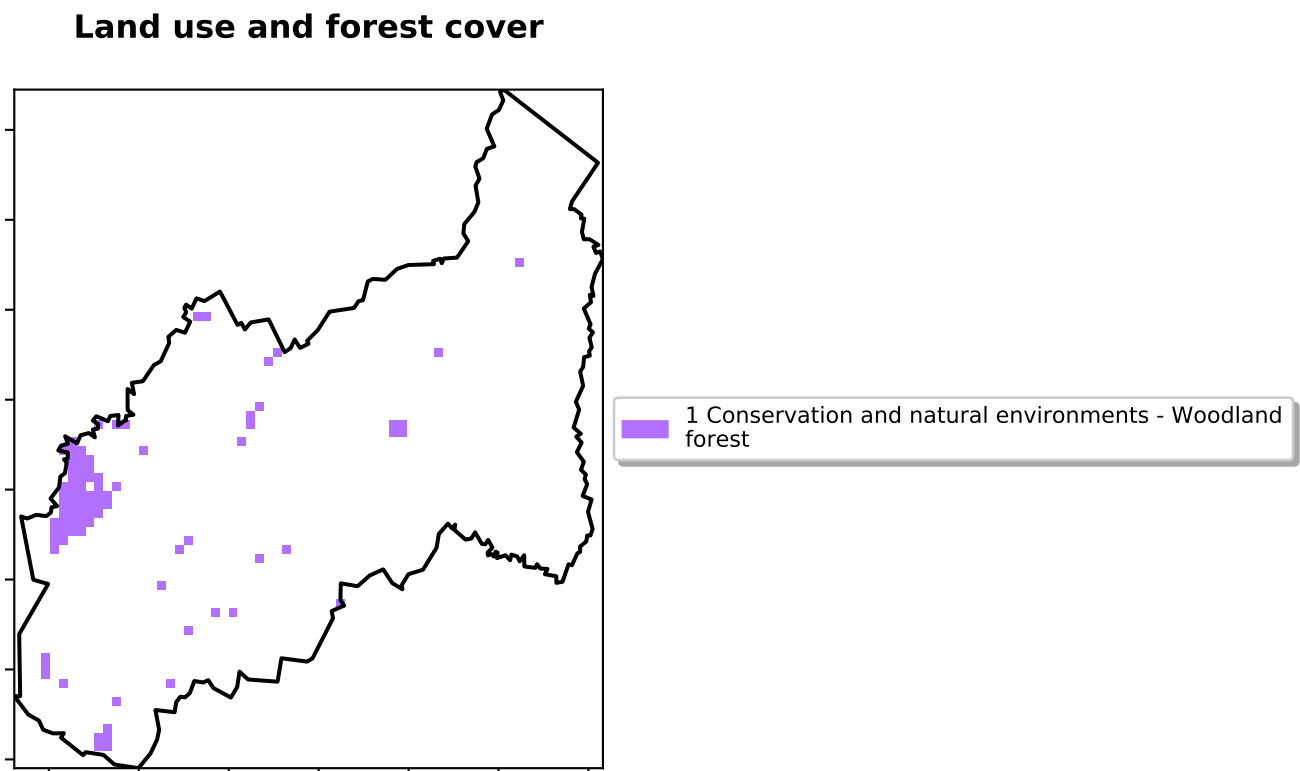 Land use and forest cover
1 Conservation and natural environments - Woodland
forest